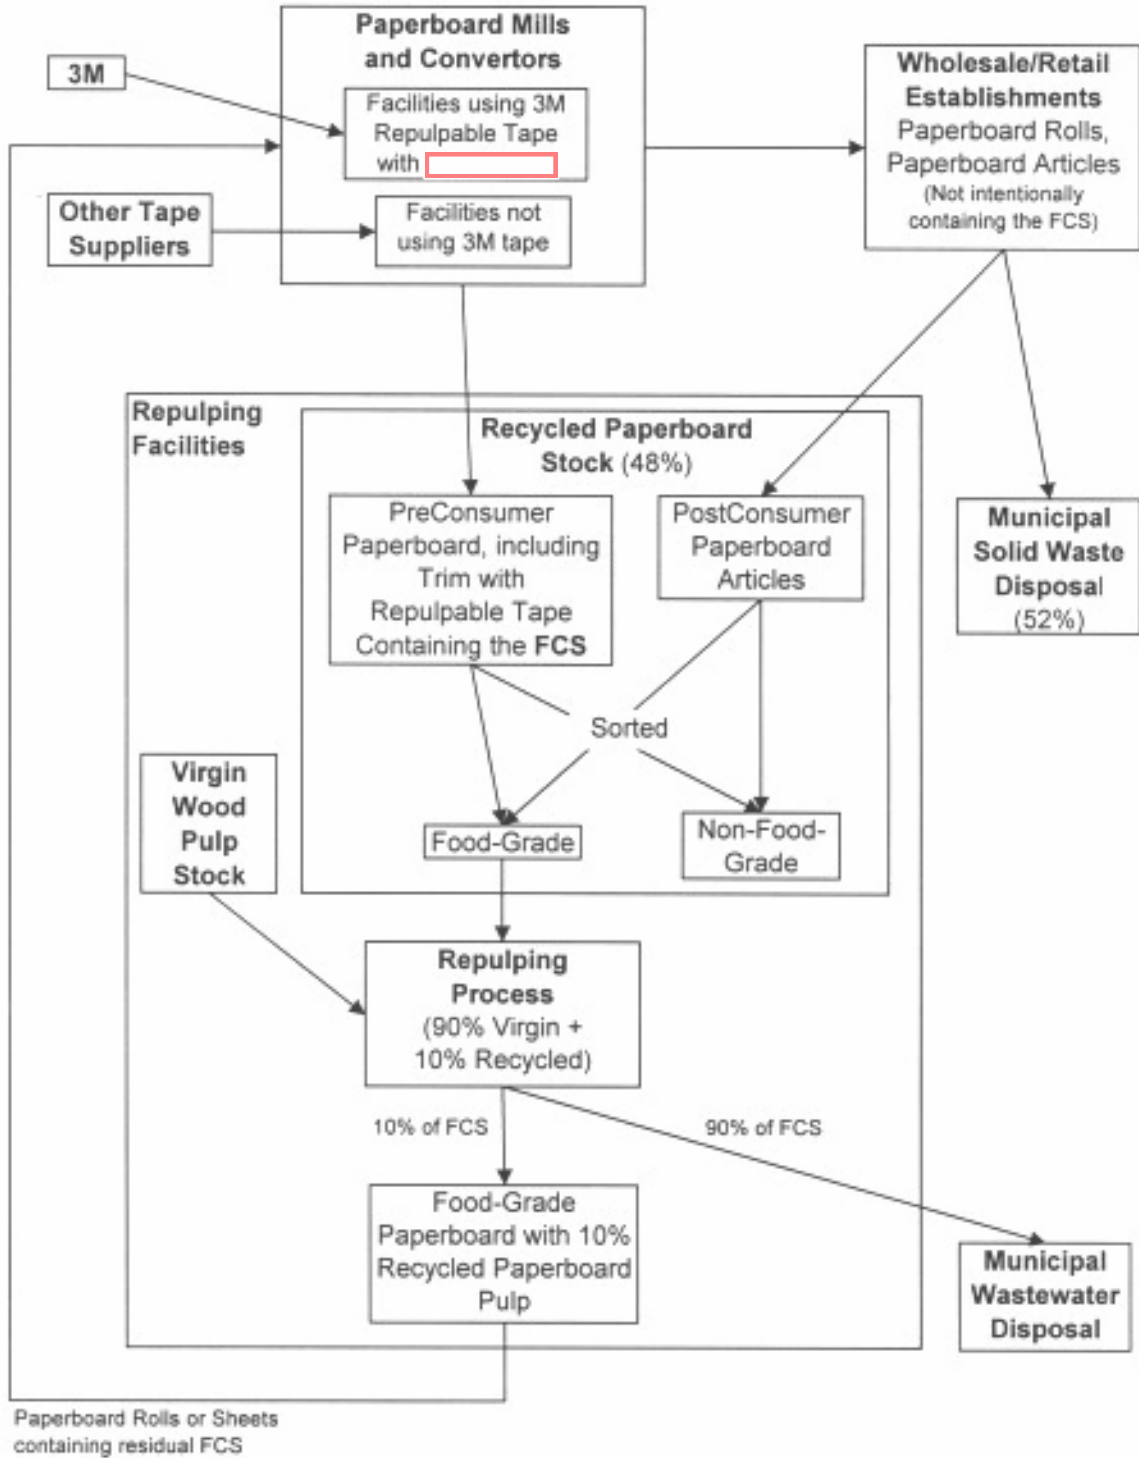 Paperboard Mills
and Convertors
3M
Facilities using 3M
Repulpable Tape
with
Wholesale/Retail
Establishments
Paperboard Rolls,
Paperboard Articles
(Not intentionally
containing the FCS)
Other Tape
Suppliers
Facilities not
using 3M tape
Repulping
Facilities
Recycled Paperboard
Stock (48%)
PreConsumer
Paperboard, including
Trim with
Repulpable Tape
Containing the FCS
PostConsumer
Paperboard
Articles
Municipal
Solid Waste
Disposal
(52%)
Sorted
Virgin
Wood
Pulp
Stock
Food-Grade
Non-Food-
Grade
Repulping
Process
(90% Virgin +
10% Recycled)
10% of FCS
90% of FCS
Food-Grade
Paperboard with 10%
Recycled Paperboard
Pulp
Municipal
Wastewater
Disposal
Paperboard Rolls or Sheets
containing residual FCS